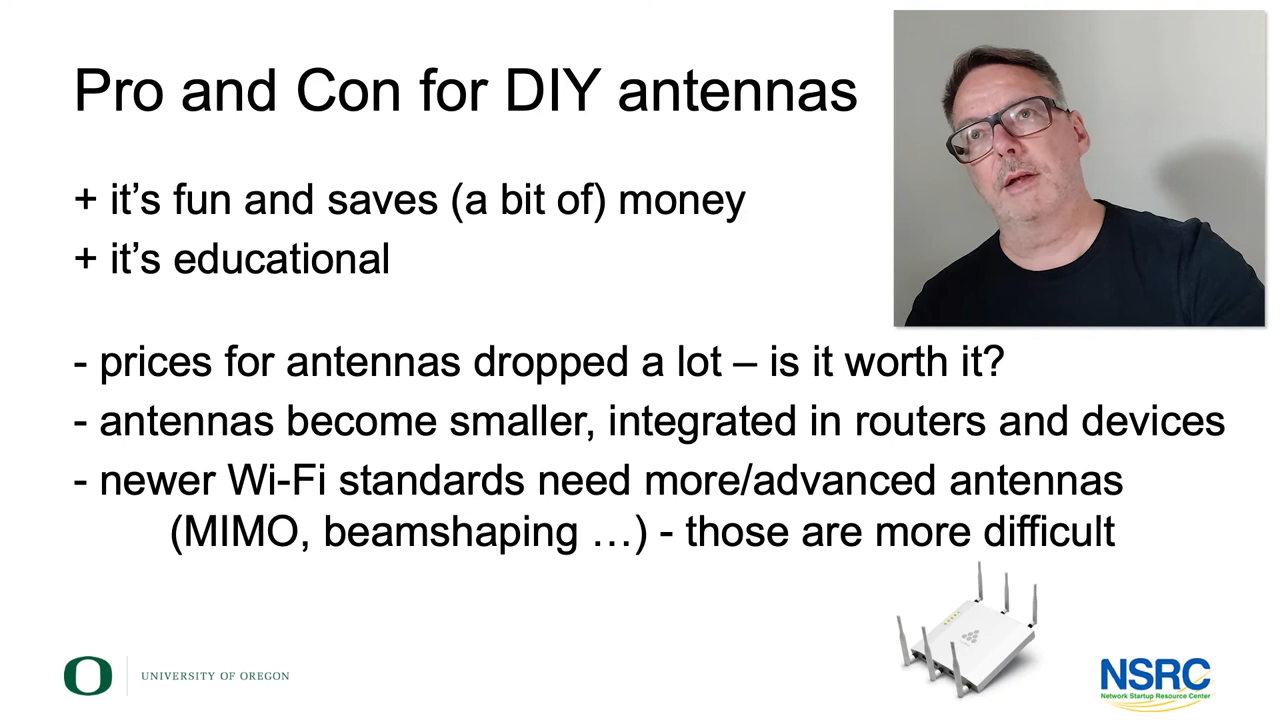 Pro and Con for DIY antennas
+ it’s fun and saves (a bit of) money
+ it’s educational
- prices for antennas dropped a lot – is it worth it?
- antennas become smaller, integrated in routers and devices
- newer Wi-Fi standards need more/advanced antennas
(MIMO, beamshaping …) - those are more difficult
O
UNIVERSITY OF OREGON
NSRC
Network Startup Resource Center